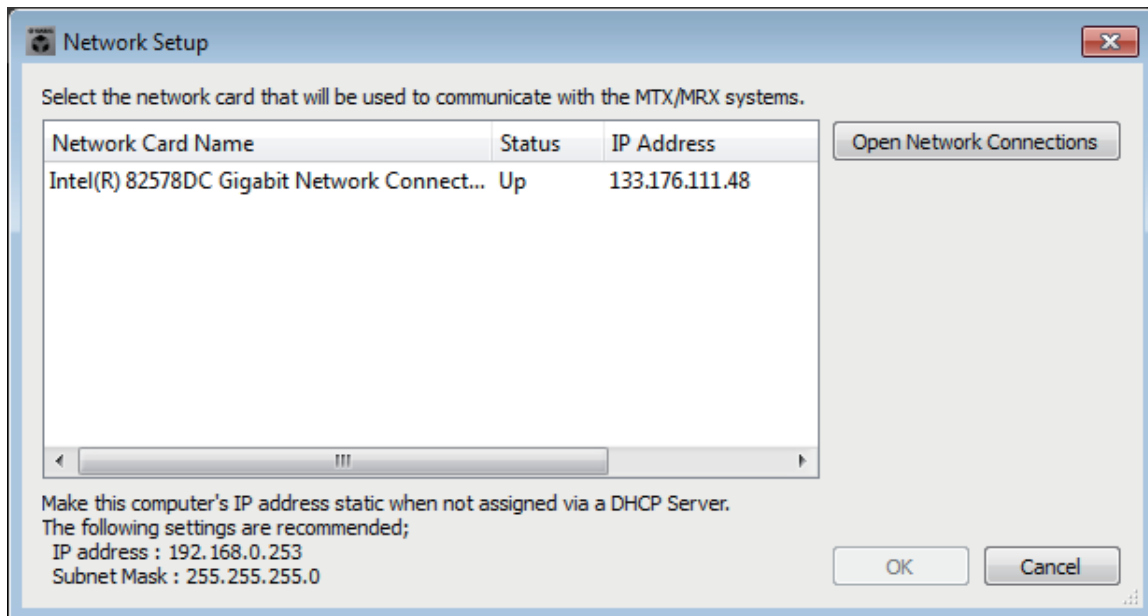 Network Setup
Select the network card that will be used to communicate with the MTX/MRX systems.
Network Card Name Status IP Address
Open Network Connections
Intel(R) 82578DC Gigabit Network Connect... Up 133.176.111.48
Make this computer's IP address static when not assigned via a DHCP Server.
The following settings are recommended;
IP address : 192.168.0.253
Subnet Mask : 255.255.255.0
OK Cancel